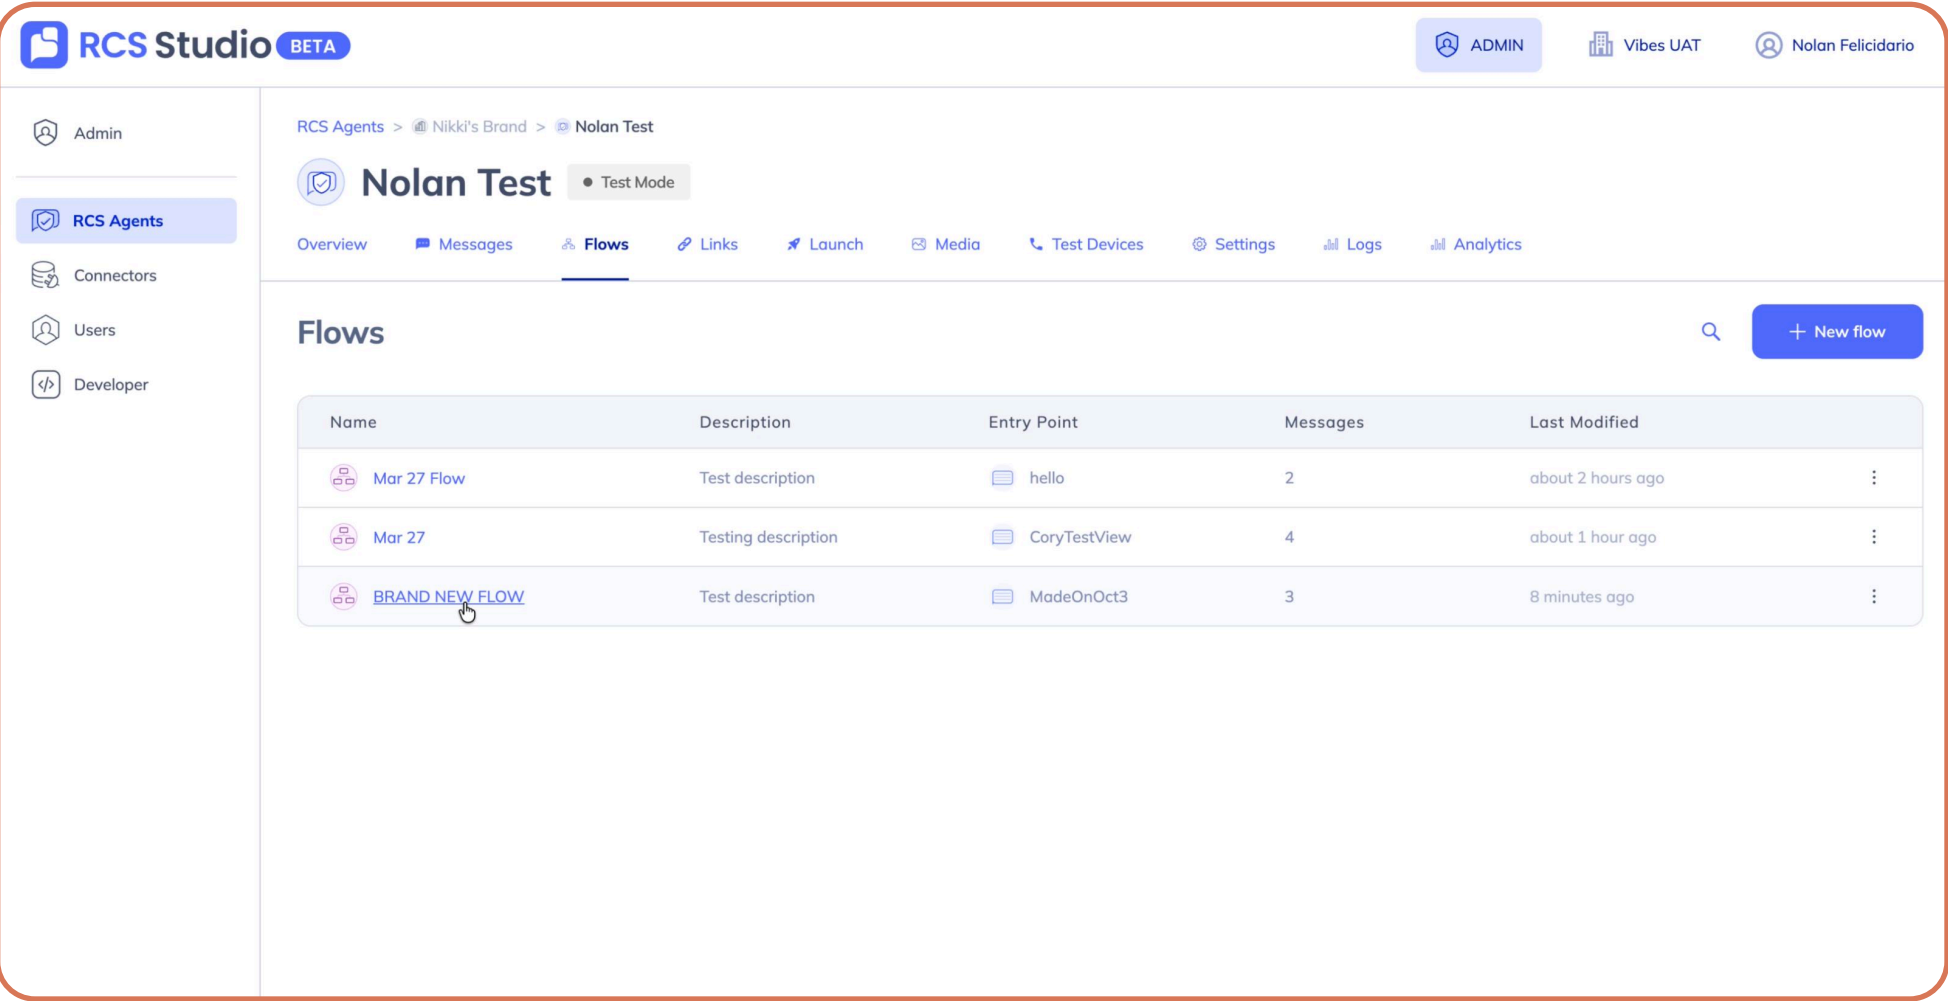 RCS Studio BETA
ADMIN
Vibes UAT
Nolan Felicidario
Admin
RCS Agents
Connectors
Users
Developer
RCS Agents > Nikki's Brand > Nolan Test
Nolan Test
Test Mode
Overview Messages Flows Links Launch Media Test Devices Settings Logs Analytics
Flows
+ New flow
Name Description Entry Point Messages Last Modified
Mar 27 Flow Test description hello 2 about 2 hours ago
Mar 27 Testing description CoryTestView 4 about 1 hour ago
BRAND NEW FLOW Test description MadeOnOct3 3 8 minutes ago